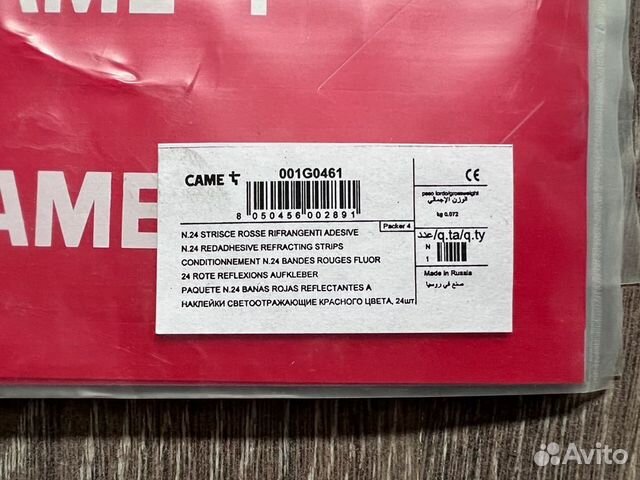 AME T
AME
CAME
001G0461
8 050456 002891
Packer 4
N.24 STRISCE ROSSE RIFRANGENTI ADESIVE
N.24 REDADHESIVE REFRACTING STRIPS
CONDITIONNEMENT N.24 BANDES ROUGES FLUOR
24 ROTE REFLEXIONS AUFKLEBER
PAQUETE N.24 BANAS ROJAS REFLECTANTES A
НАКЛЕЙКИ СВЕТООТРАЖАЮЩИЕ КРАСНОГО ЦВЕТА, 24шт
CE
peso lordo/grossweight
الوزن الإجمالي
kg 0.072
عدد/q.ta/q.ty
N
1
Made in Russia
صنع في روسيا
Avito